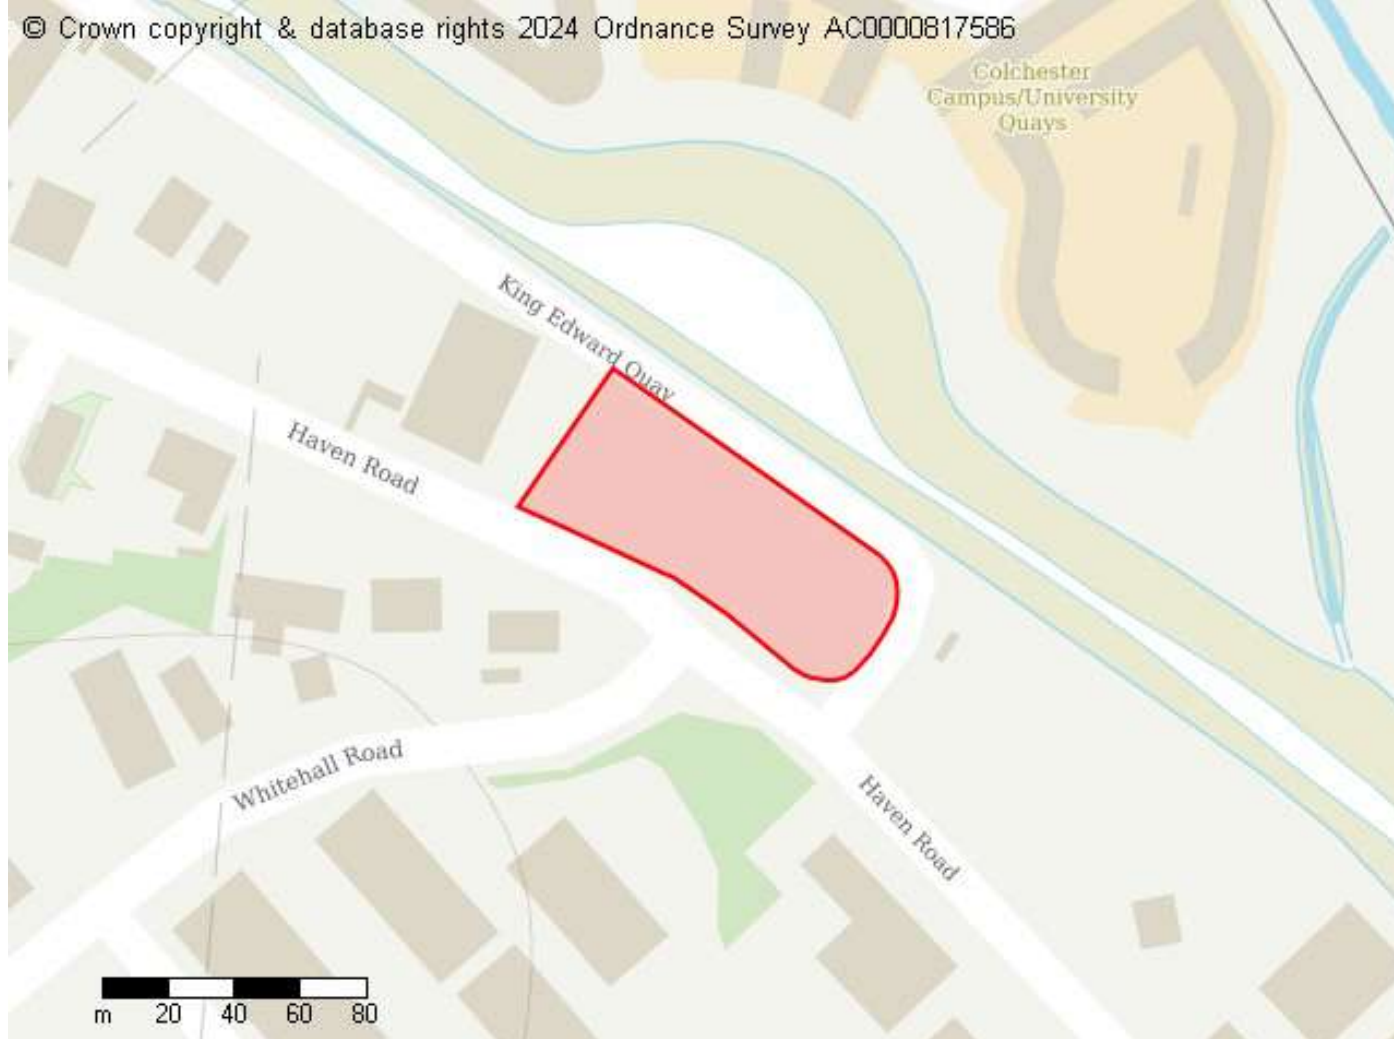 © Crown copyright & database rights 2024 Ordnance Survey AC0000817586
Colchester
Campus/University
Quays
King Edward Quay
Haven Road
Whitehall Road
Haven Road
m 20 40 60 80